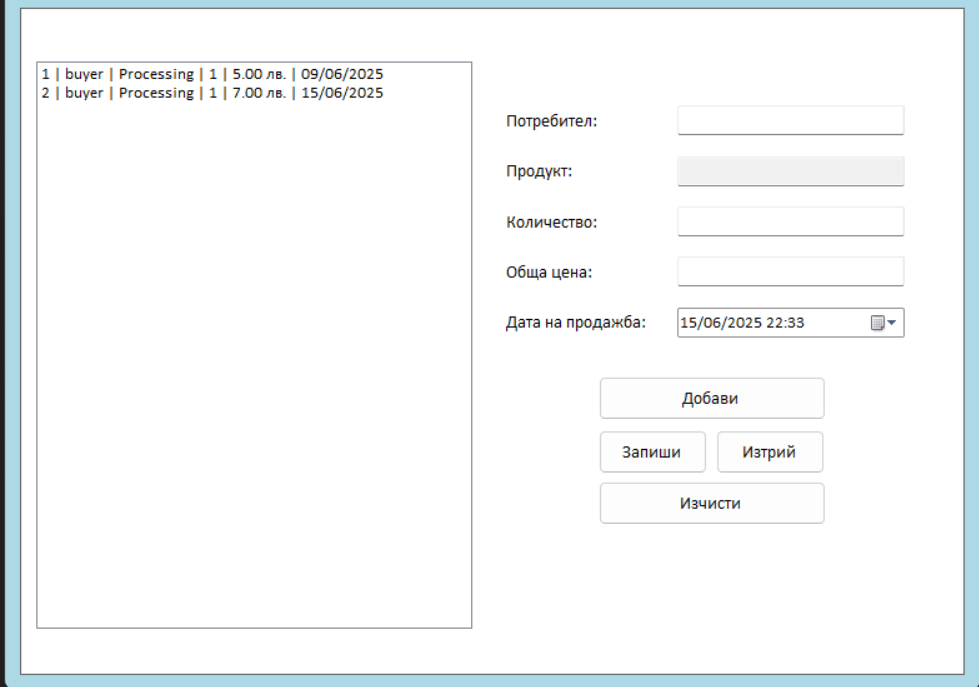 1 | buyer | Processing | 1 | 5.00 лв. | 09/06/2025
2 | buyer | Processing | 1 | 7.00 лв. | 15/06/2025
Потребител:
Продукт:
Количество:
Обща цена:
Дата на продажба: 15/06/2025 22:33
Добави
Запиши Изтрий
Изчисти